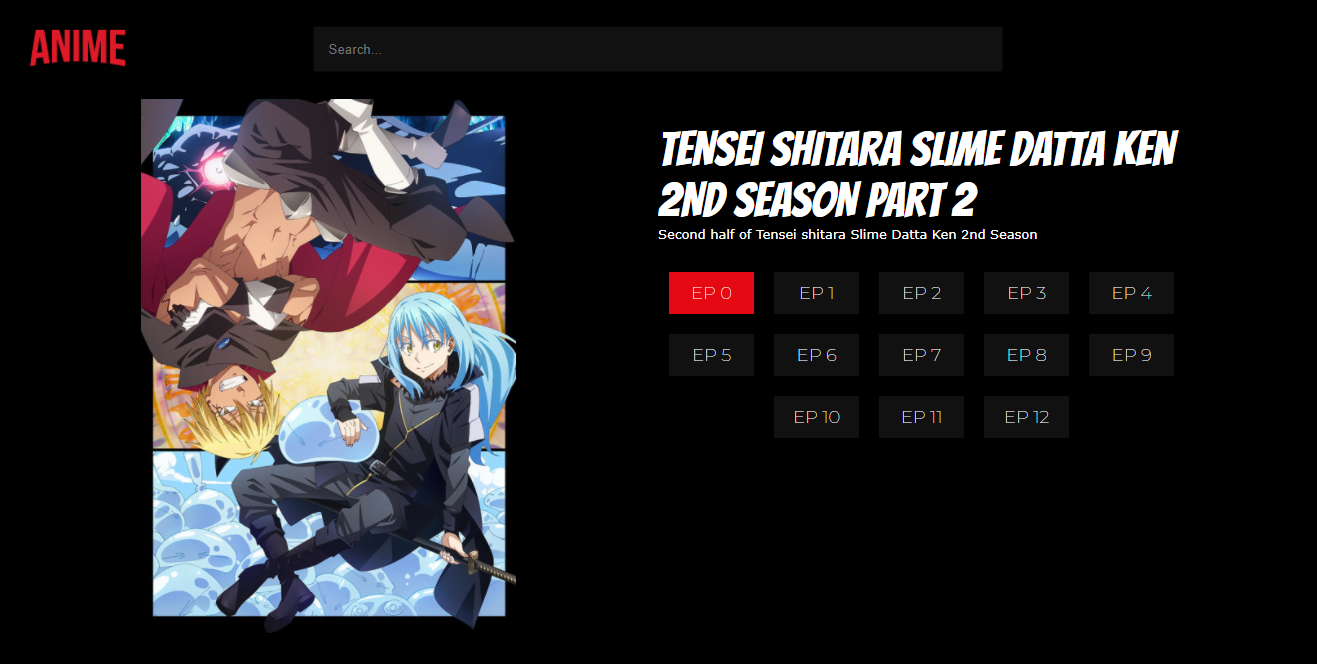 ANIME
Search...
TENSEI SHITARA SLIME DATTA KEN
2ND SEASON PART 2
Second half of Tensei shitara Slime Datta Ken 2nd Season
EP 0 EP 1 EP 2 EP 3 EP 4
EP 5 EP 6 EP 7 EP 8 EP 9
EP 10 EP 11 EP 12